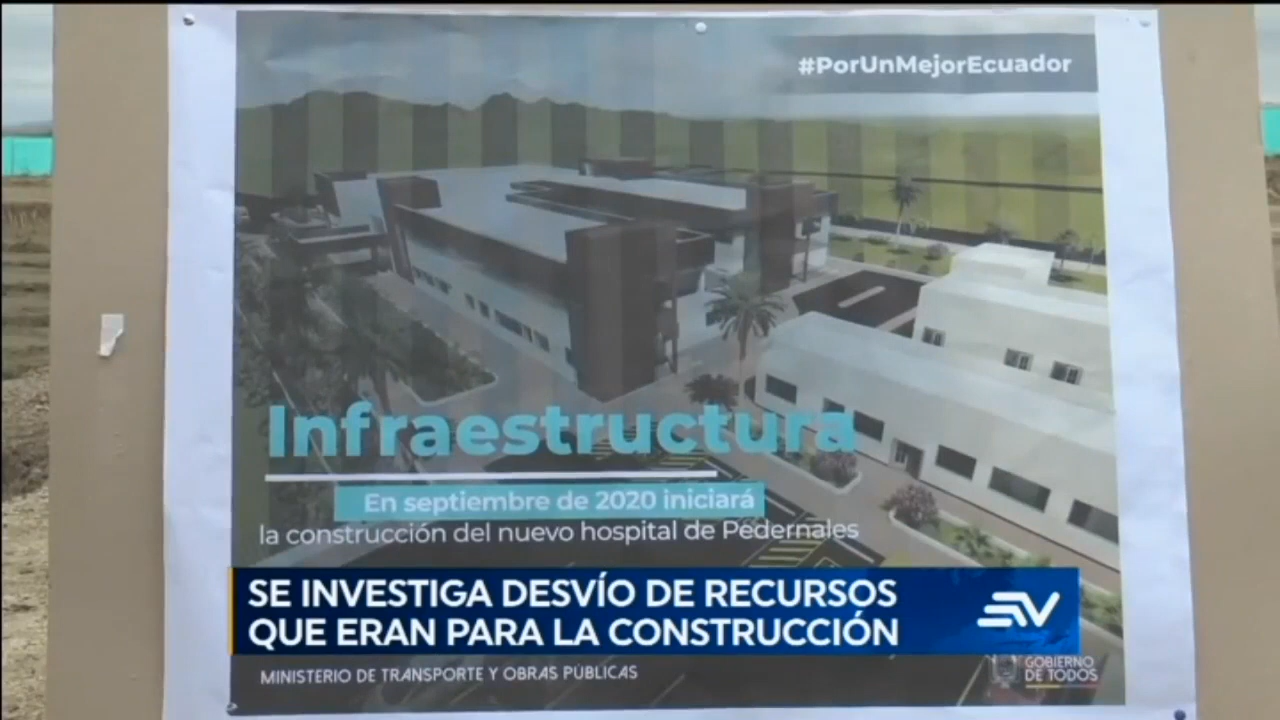 #PorUnMejorEcuador
Infraestructura
En septiembre de 2020 iniciará
la construcción del nuevo hospital de Pedernales
SE INVESTIGA DESVÍO DE RECURSOS
QUE ERAN PARA LA CONSTRUCCIÓN
MINISTERIO DE TRANSPORTE Y OBRAS PÚBLICAS
GOBIERNO
DE TODOS